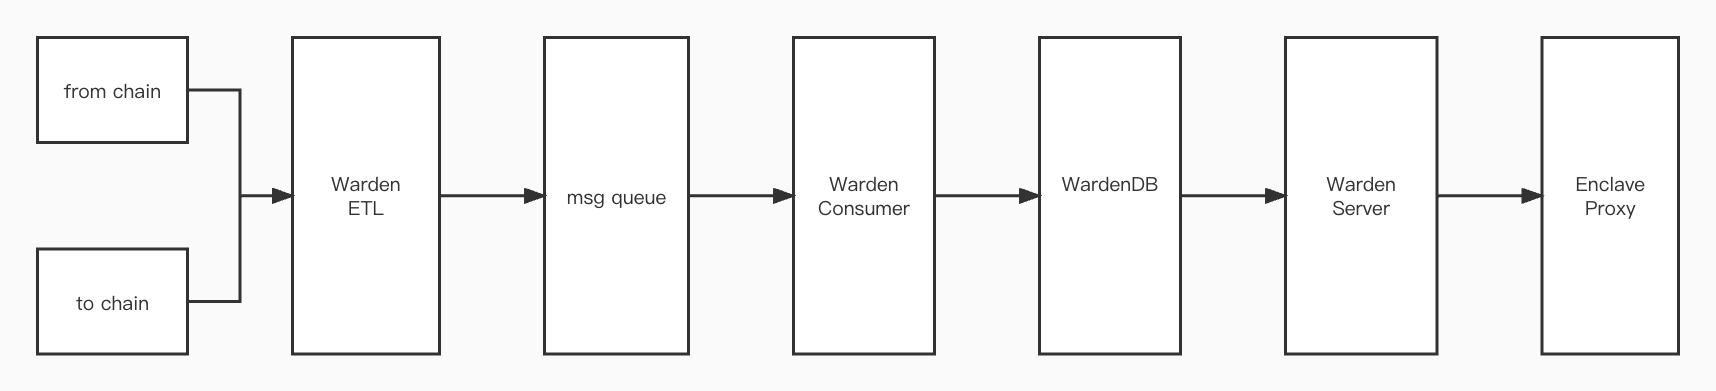 from chain
to chain
Warden
ETL
msg queue
Warden
Consumer
WardenDB
Warden
Server
Enclave
Proxy